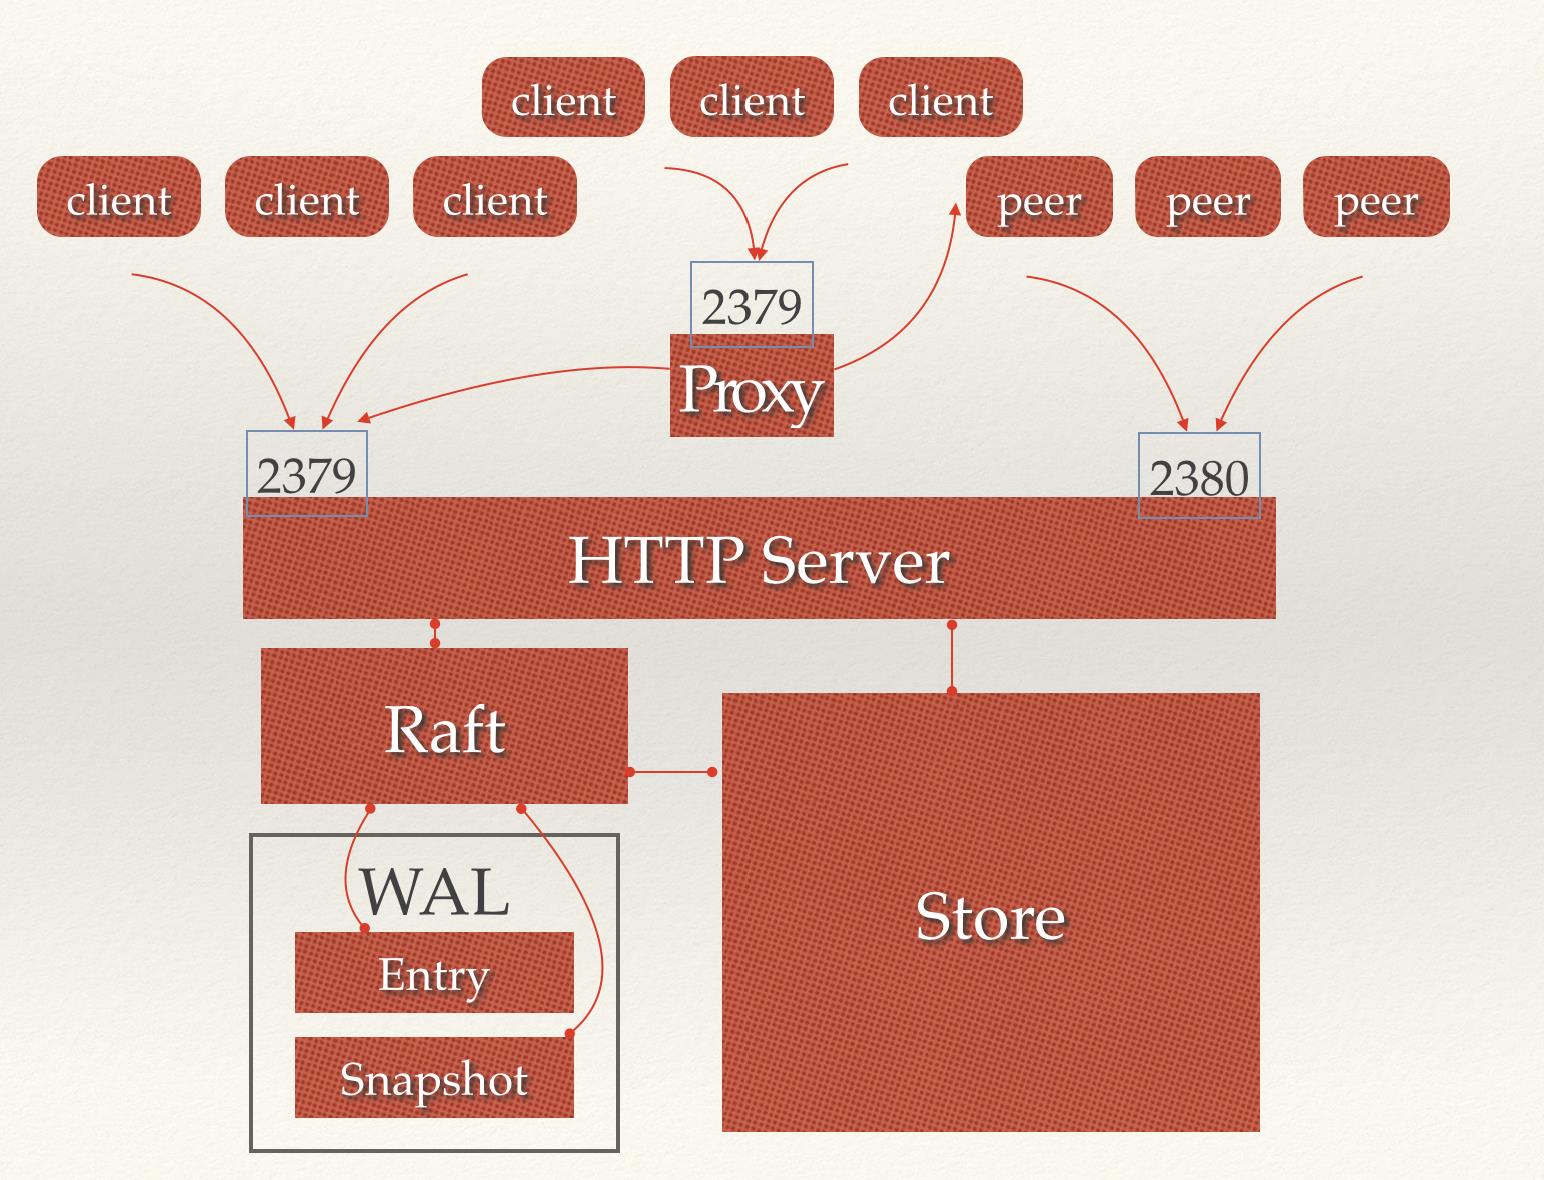 client client client
client client client
peer peer peer
2379
Proxy
2379
2380
HTTP Server
Raft
Store
WAL
Entry
Snapshot